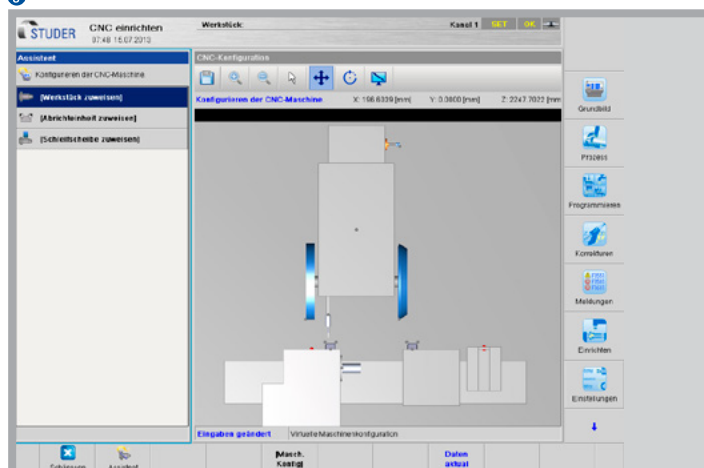 STUDER
CNC einrichten
07:48 15.07.2013
Werkstück:
Kanal 1 SET OK
Assistent
Konfigurieren der CNC-Maschine
[Werkstück zuweisen]
[Abrichteinheit zuweisen]
[Schleifscheibe zuweisen]
CNC-Konfiguration
Konfigurieren der CNC-Maschine X: 196.6339 [mm] Y: 0.0000 [mm] Z: 2247.7022 [mm
Eingaben geändert Virtuelle Maschinenkonfiguration
Grundbild
Prozess
Programmieren
Korrekturen
Meldungen
Einrichten
Einstellungen
Schliessen
Assistent
[Masch.
Konfig]
Daten
aktual